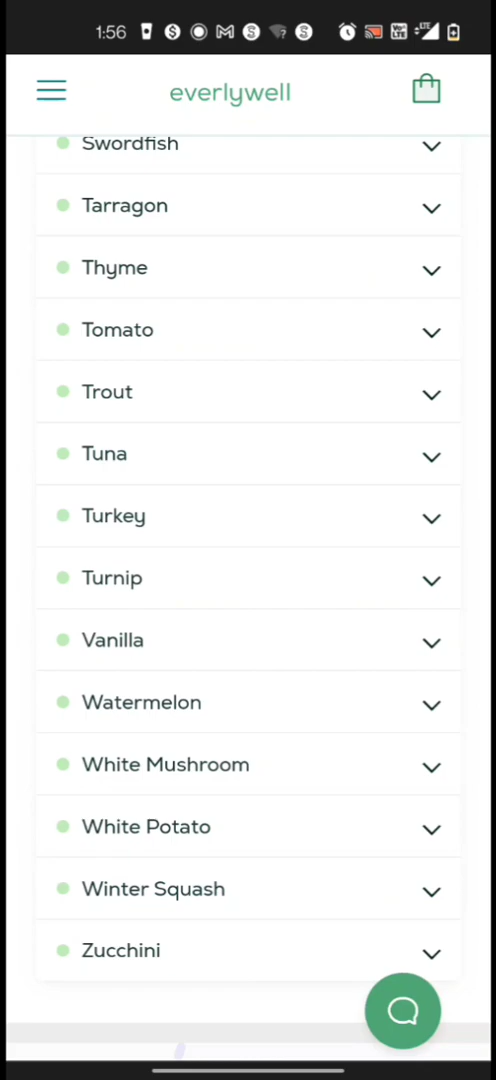 1:56
everlywell
Swordfish
Tarragon
Thyme
Tomato
Trout
Tuna
Turkey
Turnip
Vanilla
Watermelon
White Mushroom
White Potato
Winter Squash
Zucchini